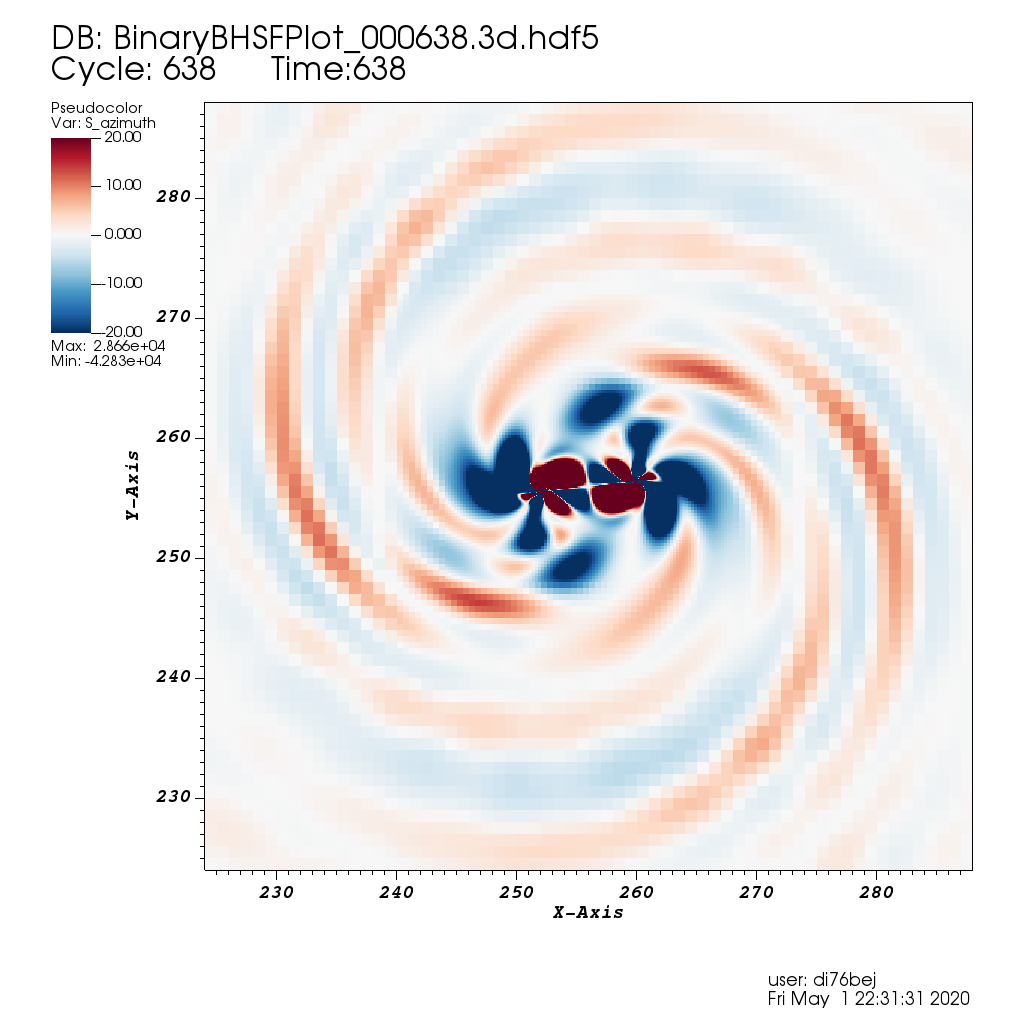 DB: BinaryBHSFPlot_000638.3d.hdf5
Cycle: 638 Time:638
Pseudocolor
Var: S_azimuth
20.00
10.00
0.000
-10.00
-20.00
Max: 2.866e+04
Min: -4.283e+04
280
270
260
250
240
230
Y-Axis
230 240 250 260 270 280
X-Axis
user: di76bej
Fri May 1 22:31:31 2020